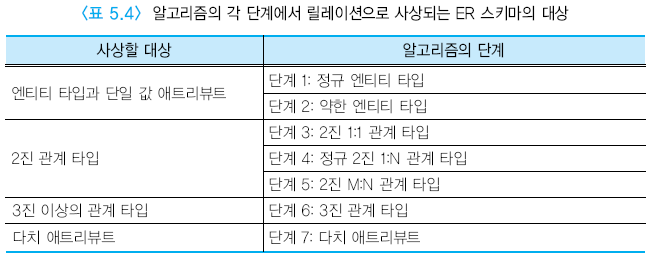 〈표 5.4〉 알고리즘의 각 단계에서 릴레이션으로 사상되는 ER 스키마의 대상
사상할 대상 알고리즘의 단계
엔티티 타입과 단일 값 애트리뷰트
단계 1: 정규 엔티티 타입
단계 2: 약한 엔티티 타입
2진 관계 타입
단계 3: 2진 1:1 관계 타입
단계 4: 정규 2진 1:N 관계 타입
단계 5: 2진 M:N 관계 타입
3진 이상의 관계 타입 단계 6: 3진 관계 타입
다치 애트리뷰트 단계 7: 다치 애트리뷰트